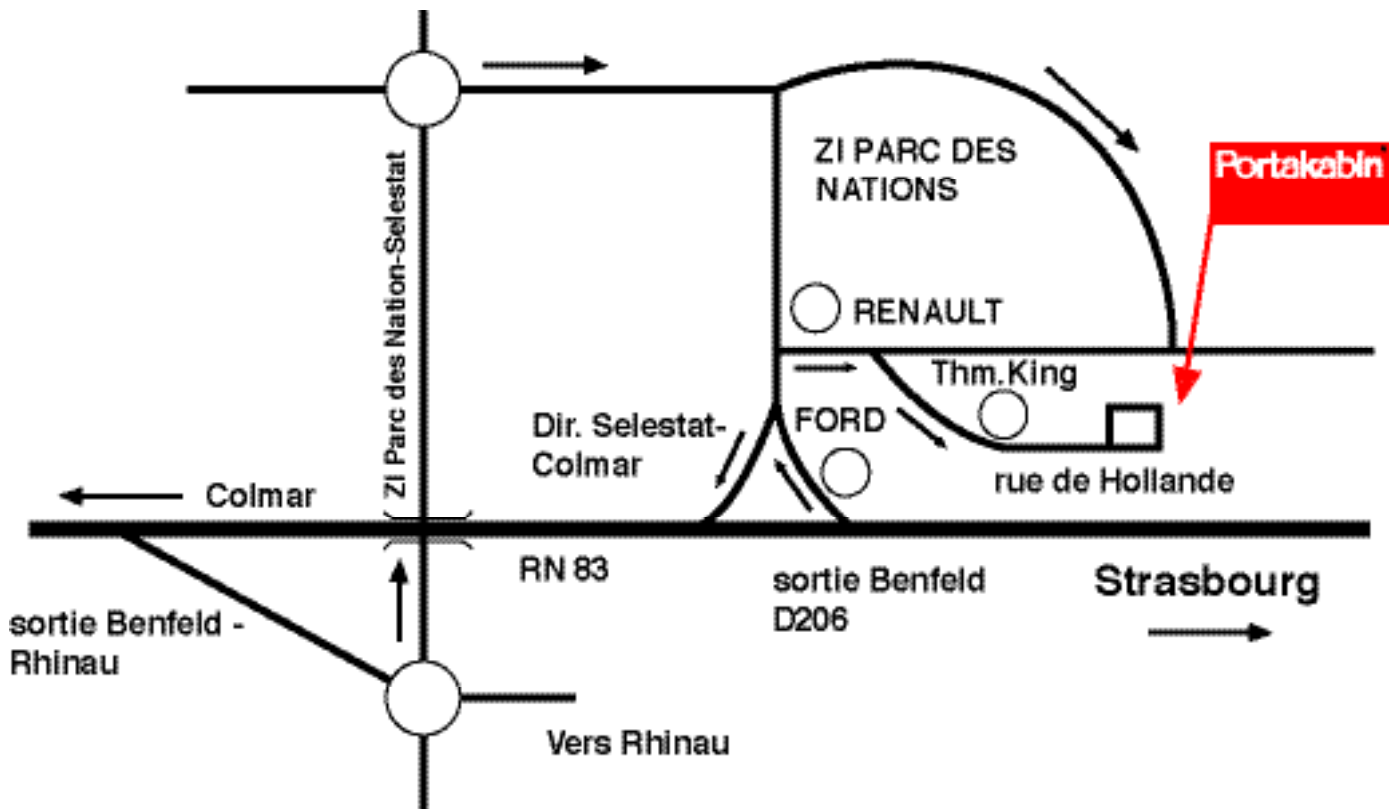 ZI PARC DES
NATIONS
Portakabin
ZI Parc des Nation-Selestat
RENAULT
Thm.King
Dir. Selestat-
Colmar
FORD
rue de Hollande
Colmar
RN 83
sortie Benfeld
D206
Strasbourg
sortie Benfeld -
Rhinau
Vers Rhinau